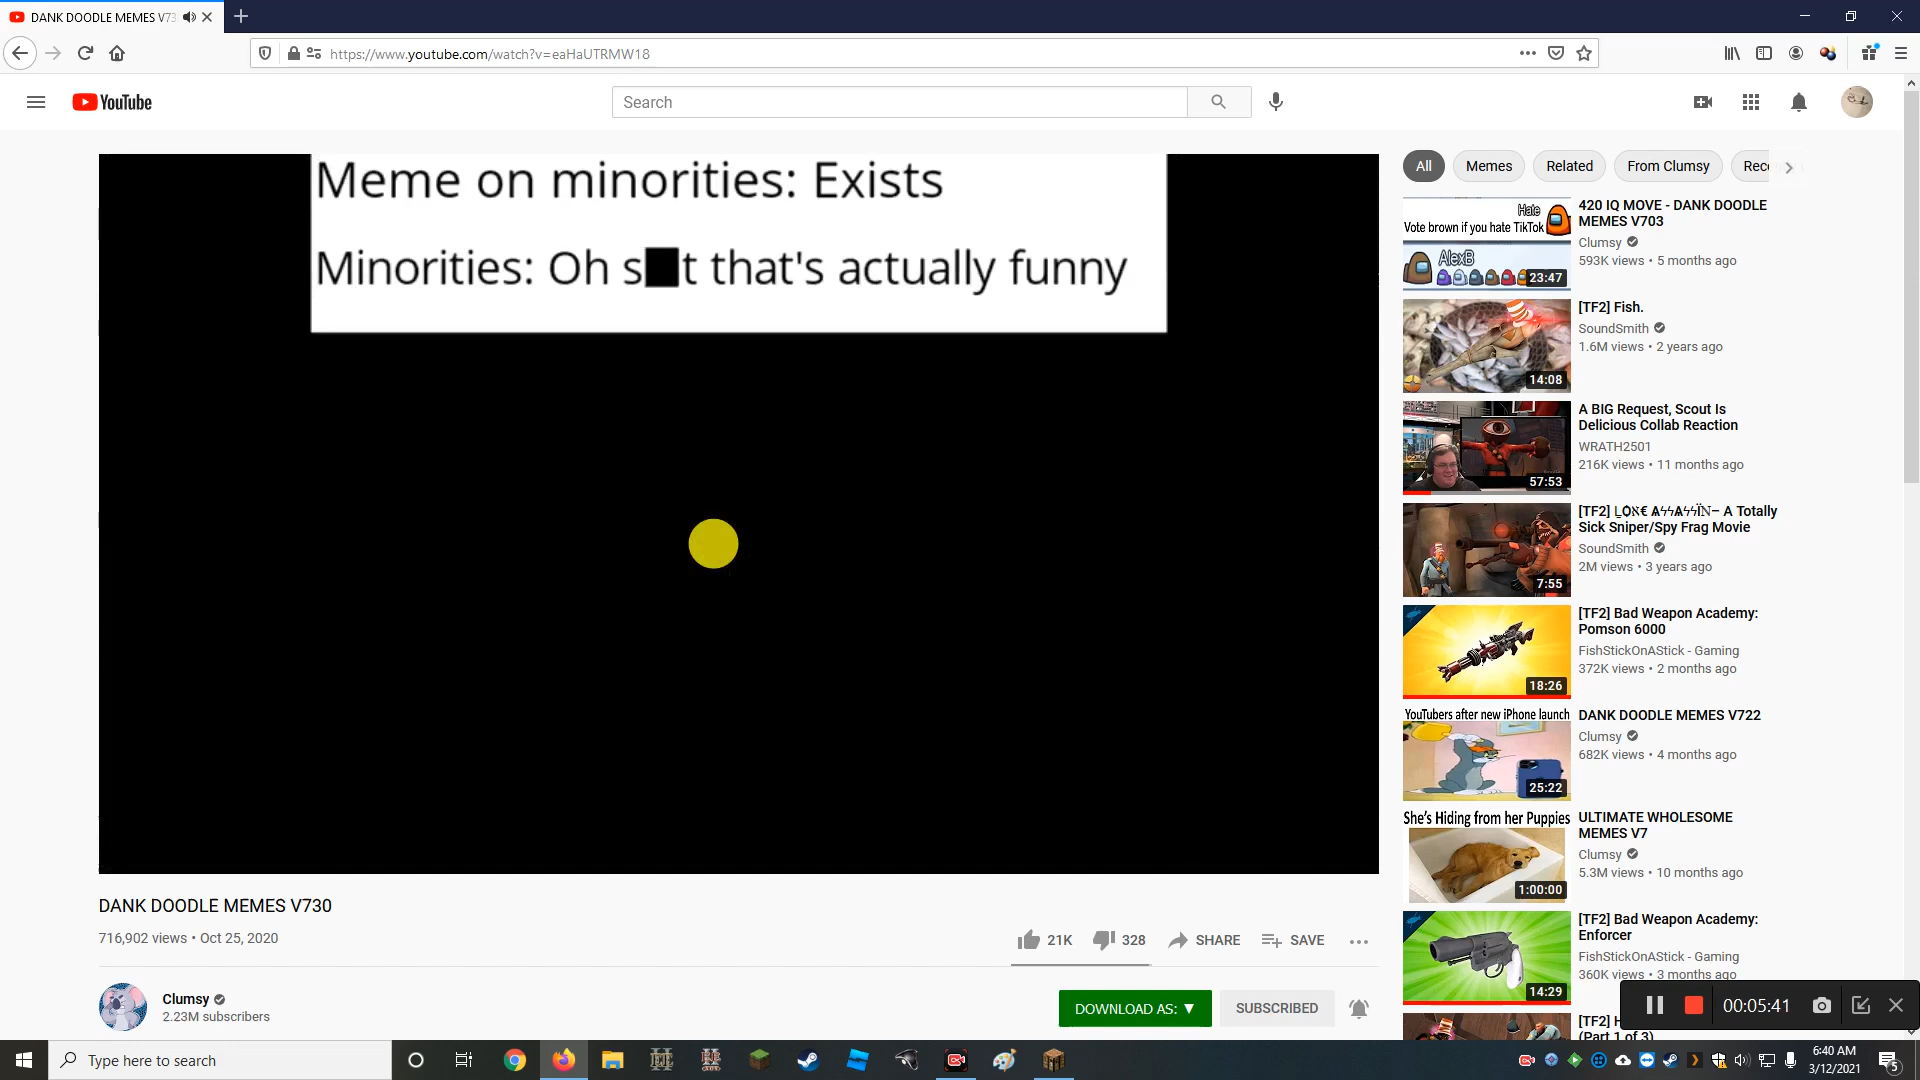 DANK DOODLE MEMES V73
https://www.youtube.com/watch?v=eaHaUTRMW18
YouTube
Search
Meme on minorities: Exists
Minorities: Oh s t that's actually funny
DANK DOODLE MEMES V730
716,902 views • Oct 25, 2020
21K
328
SHARE
SAVE
Clumsy
2.23M subscribers
DOWNLOAD AS: ▼
SUBSCRIBED
All
Memes
Related
From Clumsy
Rec
Hate
Vote brown if you hate TikTok
AlexB
23:47
420 IQ MOVE - DANK DOODLE
MEMES V703
Clumsy
593K views • 5 months ago
14:08
[TF2] Fish.
SoundSmith
1.6M views • 2 years ago
57:53
A BIG Request, Scout Is
Delicious Collab Reaction
WRATH2501
216K views • 11 months ago
7:55
[TF2] – A Totally
Sick Sniper/Spy Frag Movie
SoundSmith
2M views • 3 years ago
18:26
[TF2] Bad Weapon Academy:
Pomson 6000
FishStickOnAStick - Gaming
372K views • 2 months ago
YouTubers after new iPhone launch
25:22
DANK DOODLE MEMES V722
Clumsy
682K views • 4 months ago
She's Hiding from her Puppies
1:00:00
ULTIMATE WHOLESOME
MEMES V7
Clumsy
5.3M views • 10 months ago
14:29
[TF2] Bad Weapon Academy:
Enforcer
FishStickOnAStick - Gaming
360K views • 3 months ago
[TF2] H
(Part 1 of 3)
00:05:41
Type here to search
6:40 AM
3/12/2021
5